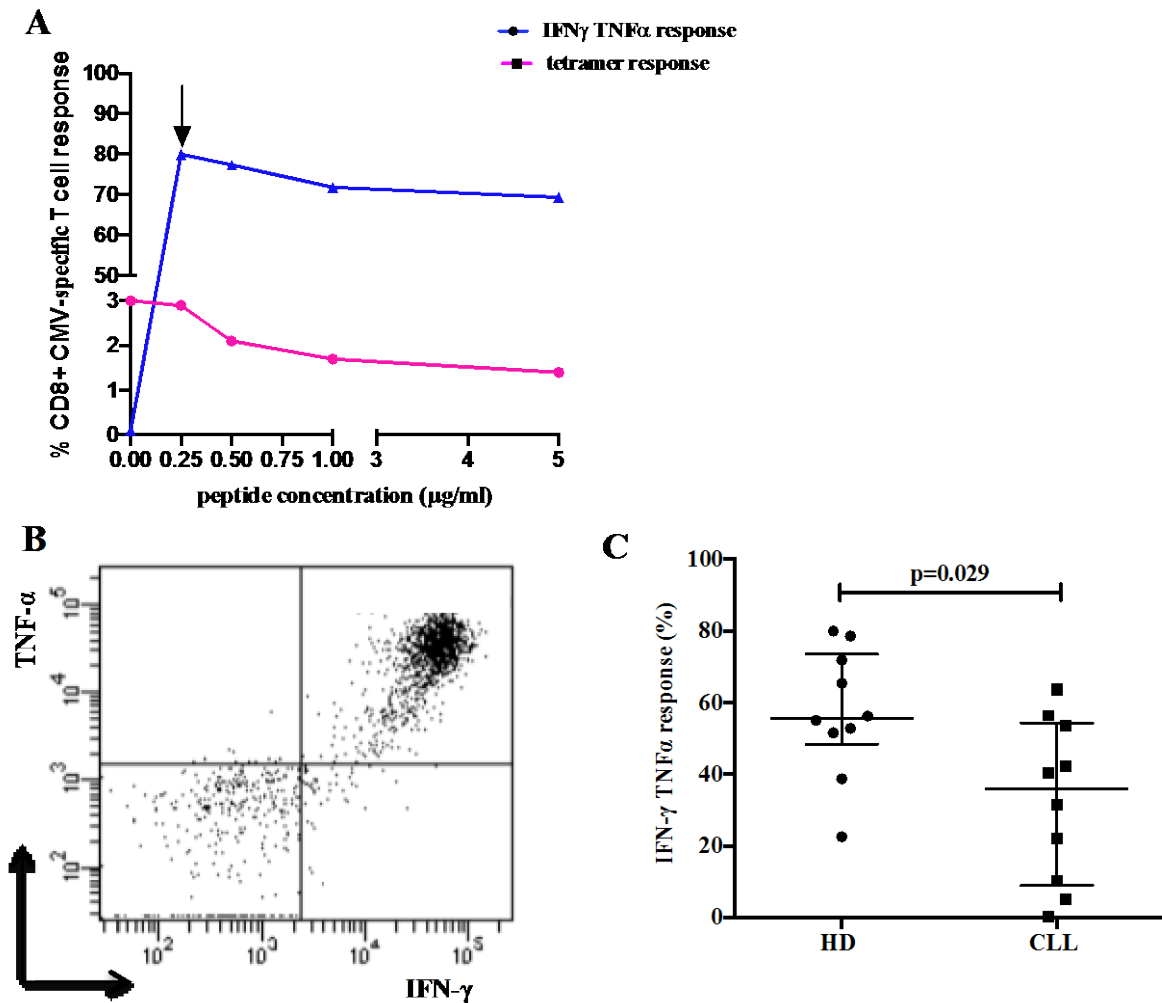 A
IFNγ TNFα response
tetramer response
% CD8+ CMV-specific T cell response
100
90
80
70
60
50
3
2
1
0
0.00 0.25 0.50 0.75 1.00 3 4 5
peptide concentration (µg/ml)
B
TNF-α
10^5
10^4
10^3
10^2
10^2 10^3 10^4 10^5
IFN-γ
C
p=0.029
IFN-γ TNFα response (%)
100
80
60
40
20
0
HD CLL